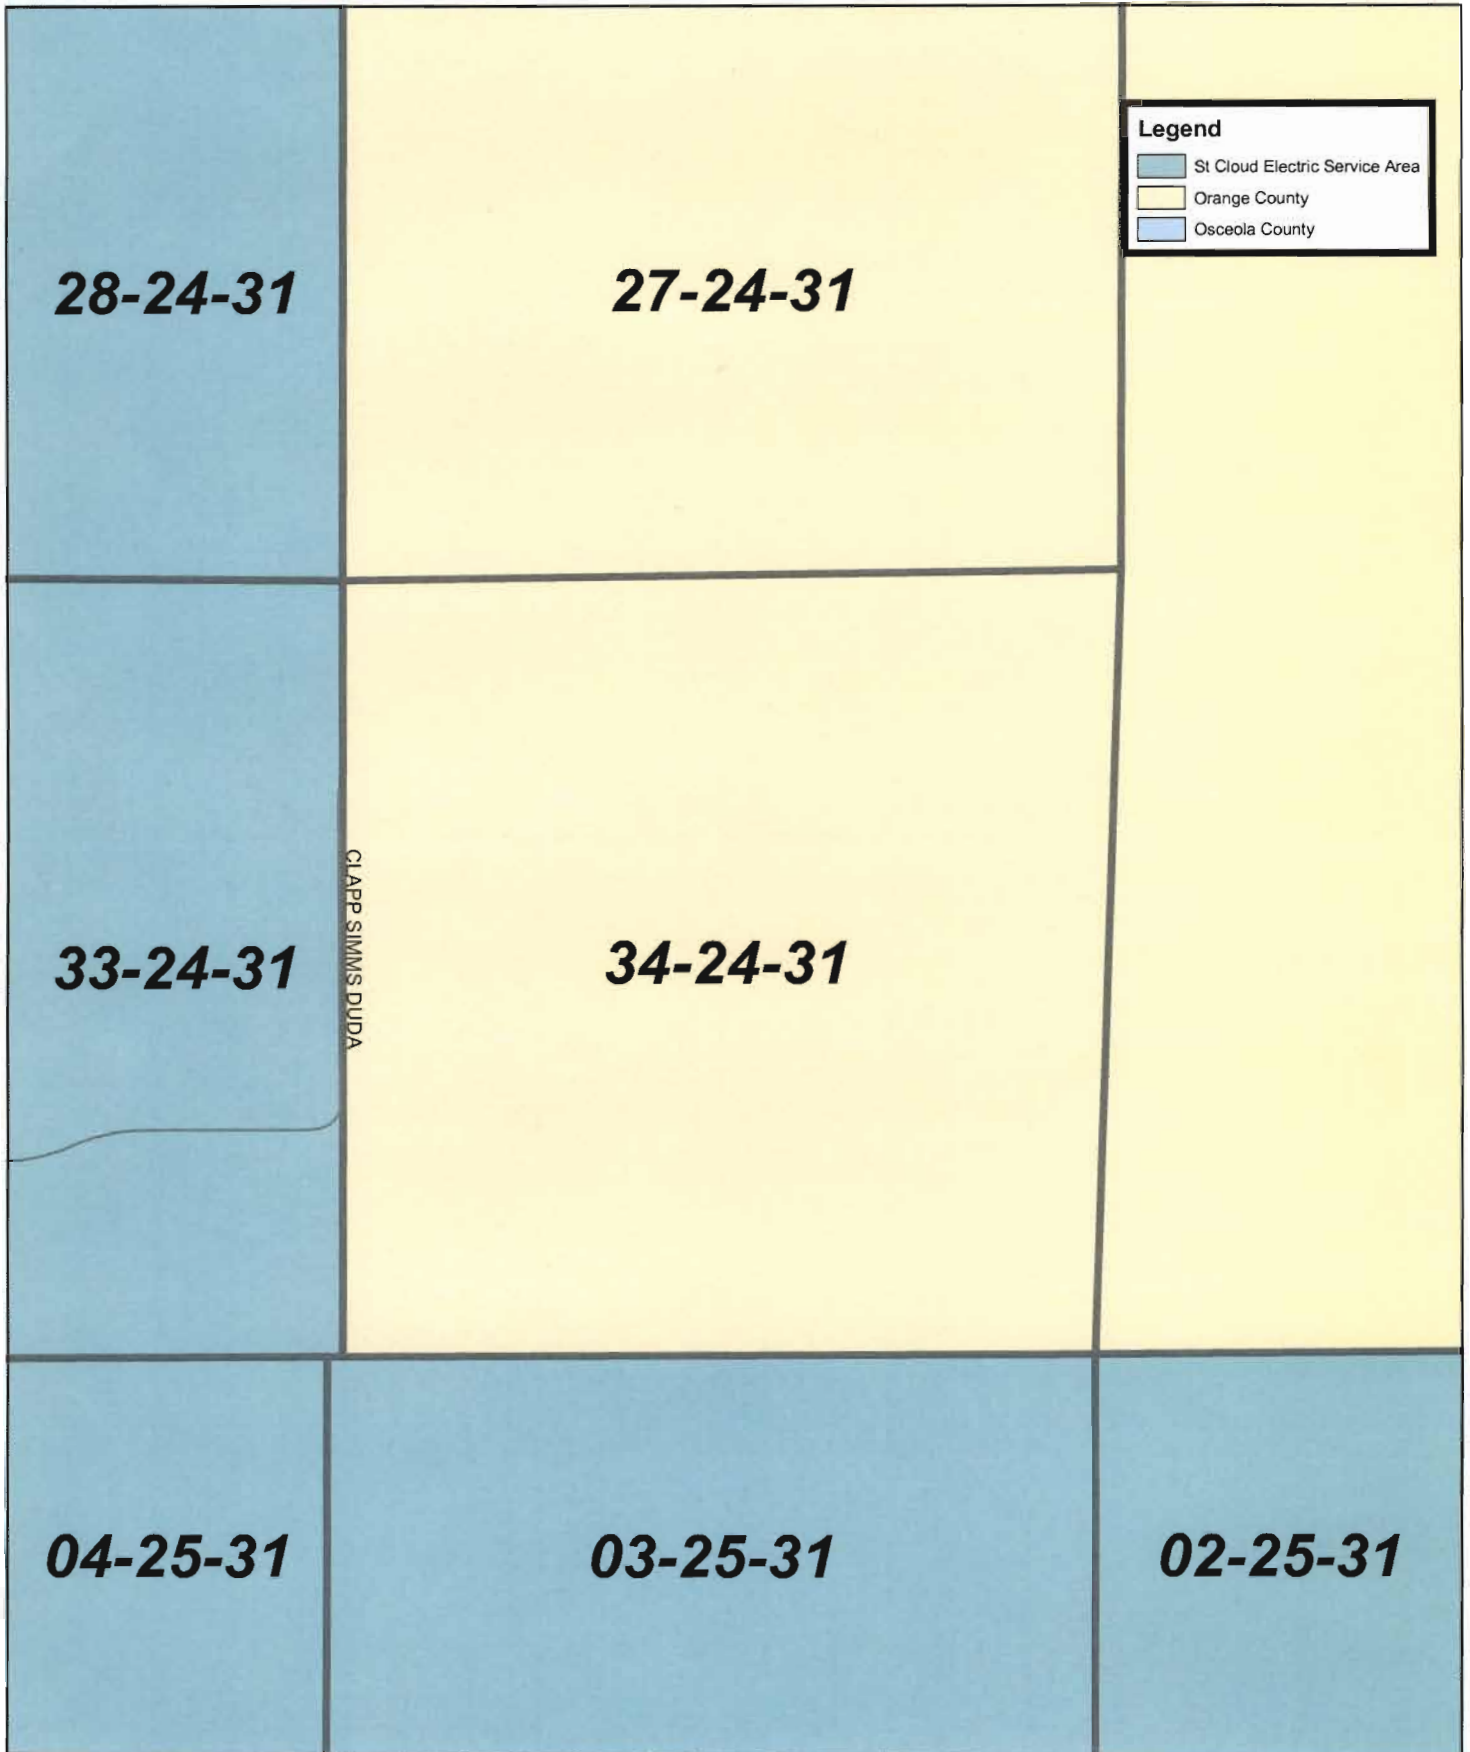 Legend
St Cloud Electric Service Area
Orange County
Osceola County
28-24-31
27-24-31
33-24-31
CLAPP SIMMS DUDA
34-24-31
04-25-31
03-25-31
02-25-31